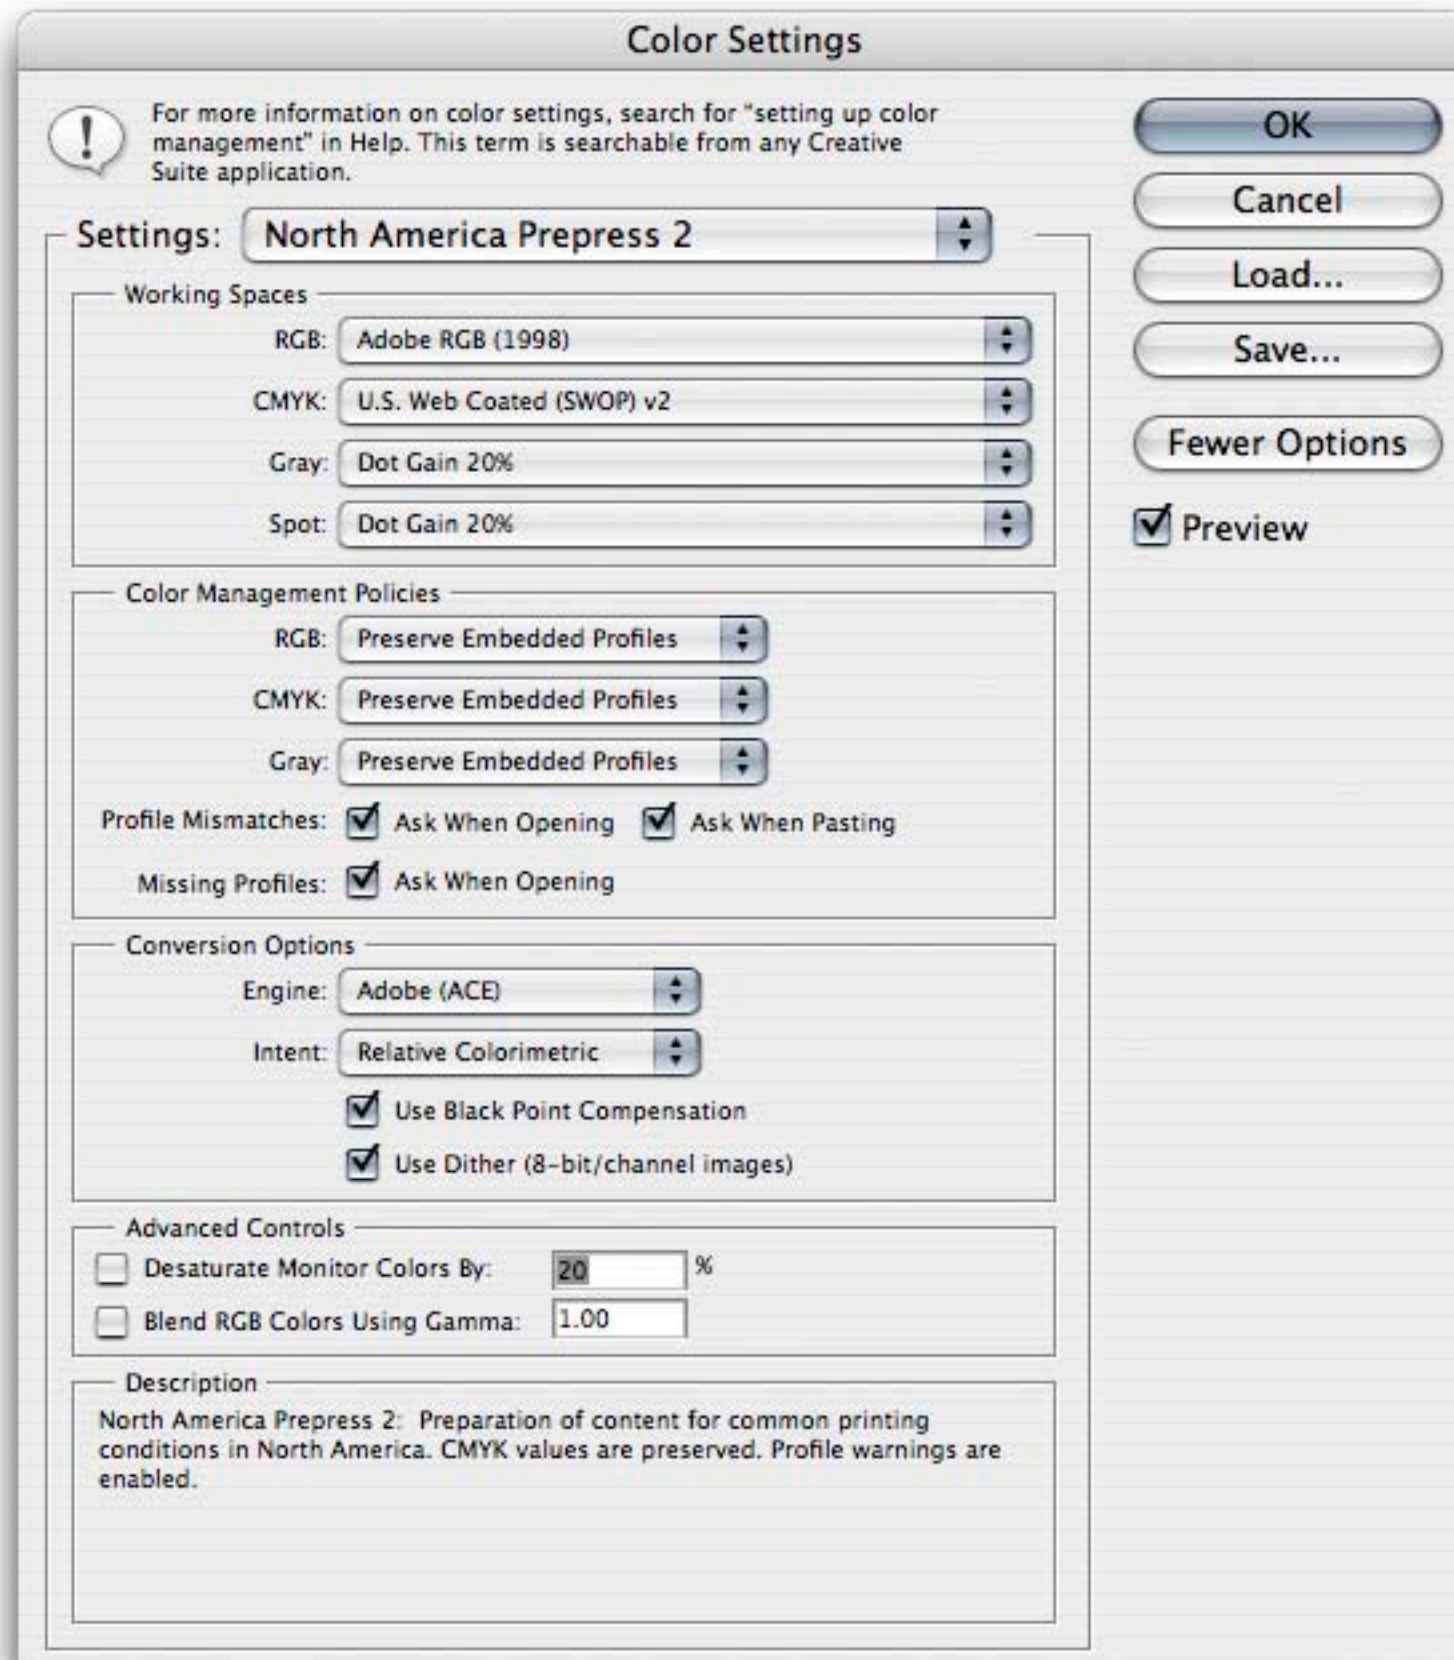 Color Settings
For more information on color settings, search for "setting up color
management" in Help. This term is searchable from any Creative
Suite application.
OK
Cancel
Load...
Save...
Fewer Options
Preview
Settings: North America Prepress 2
Working Spaces
RGB: Adobe RGB (1998)
CMYK: U.S. Web Coated (SWOP) v2
Gray: Dot Gain 20%
Spot: Dot Gain 20%
Color Management Policies
RGB: Preserve Embedded Profiles
CMYK: Preserve Embedded Profiles
Gray: Preserve Embedded Profiles
Profile Mismatches: Ask When Opening Ask When Pasting
Missing Profiles: Ask When Opening
Conversion Options
Engine: Adobe (ACE)
Intent: Relative Colorimetric
Use Black Point Compensation
Use Dither (8-bit/channel images)
Advanced Controls
Desaturate Monitor Colors By: 20 %
Blend RGB Colors Using Gamma: 1.00
Description
North America Prepress 2: Preparation of content for common printing
conditions in North America. CMYK values are preserved. Profile warnings are
enabled.